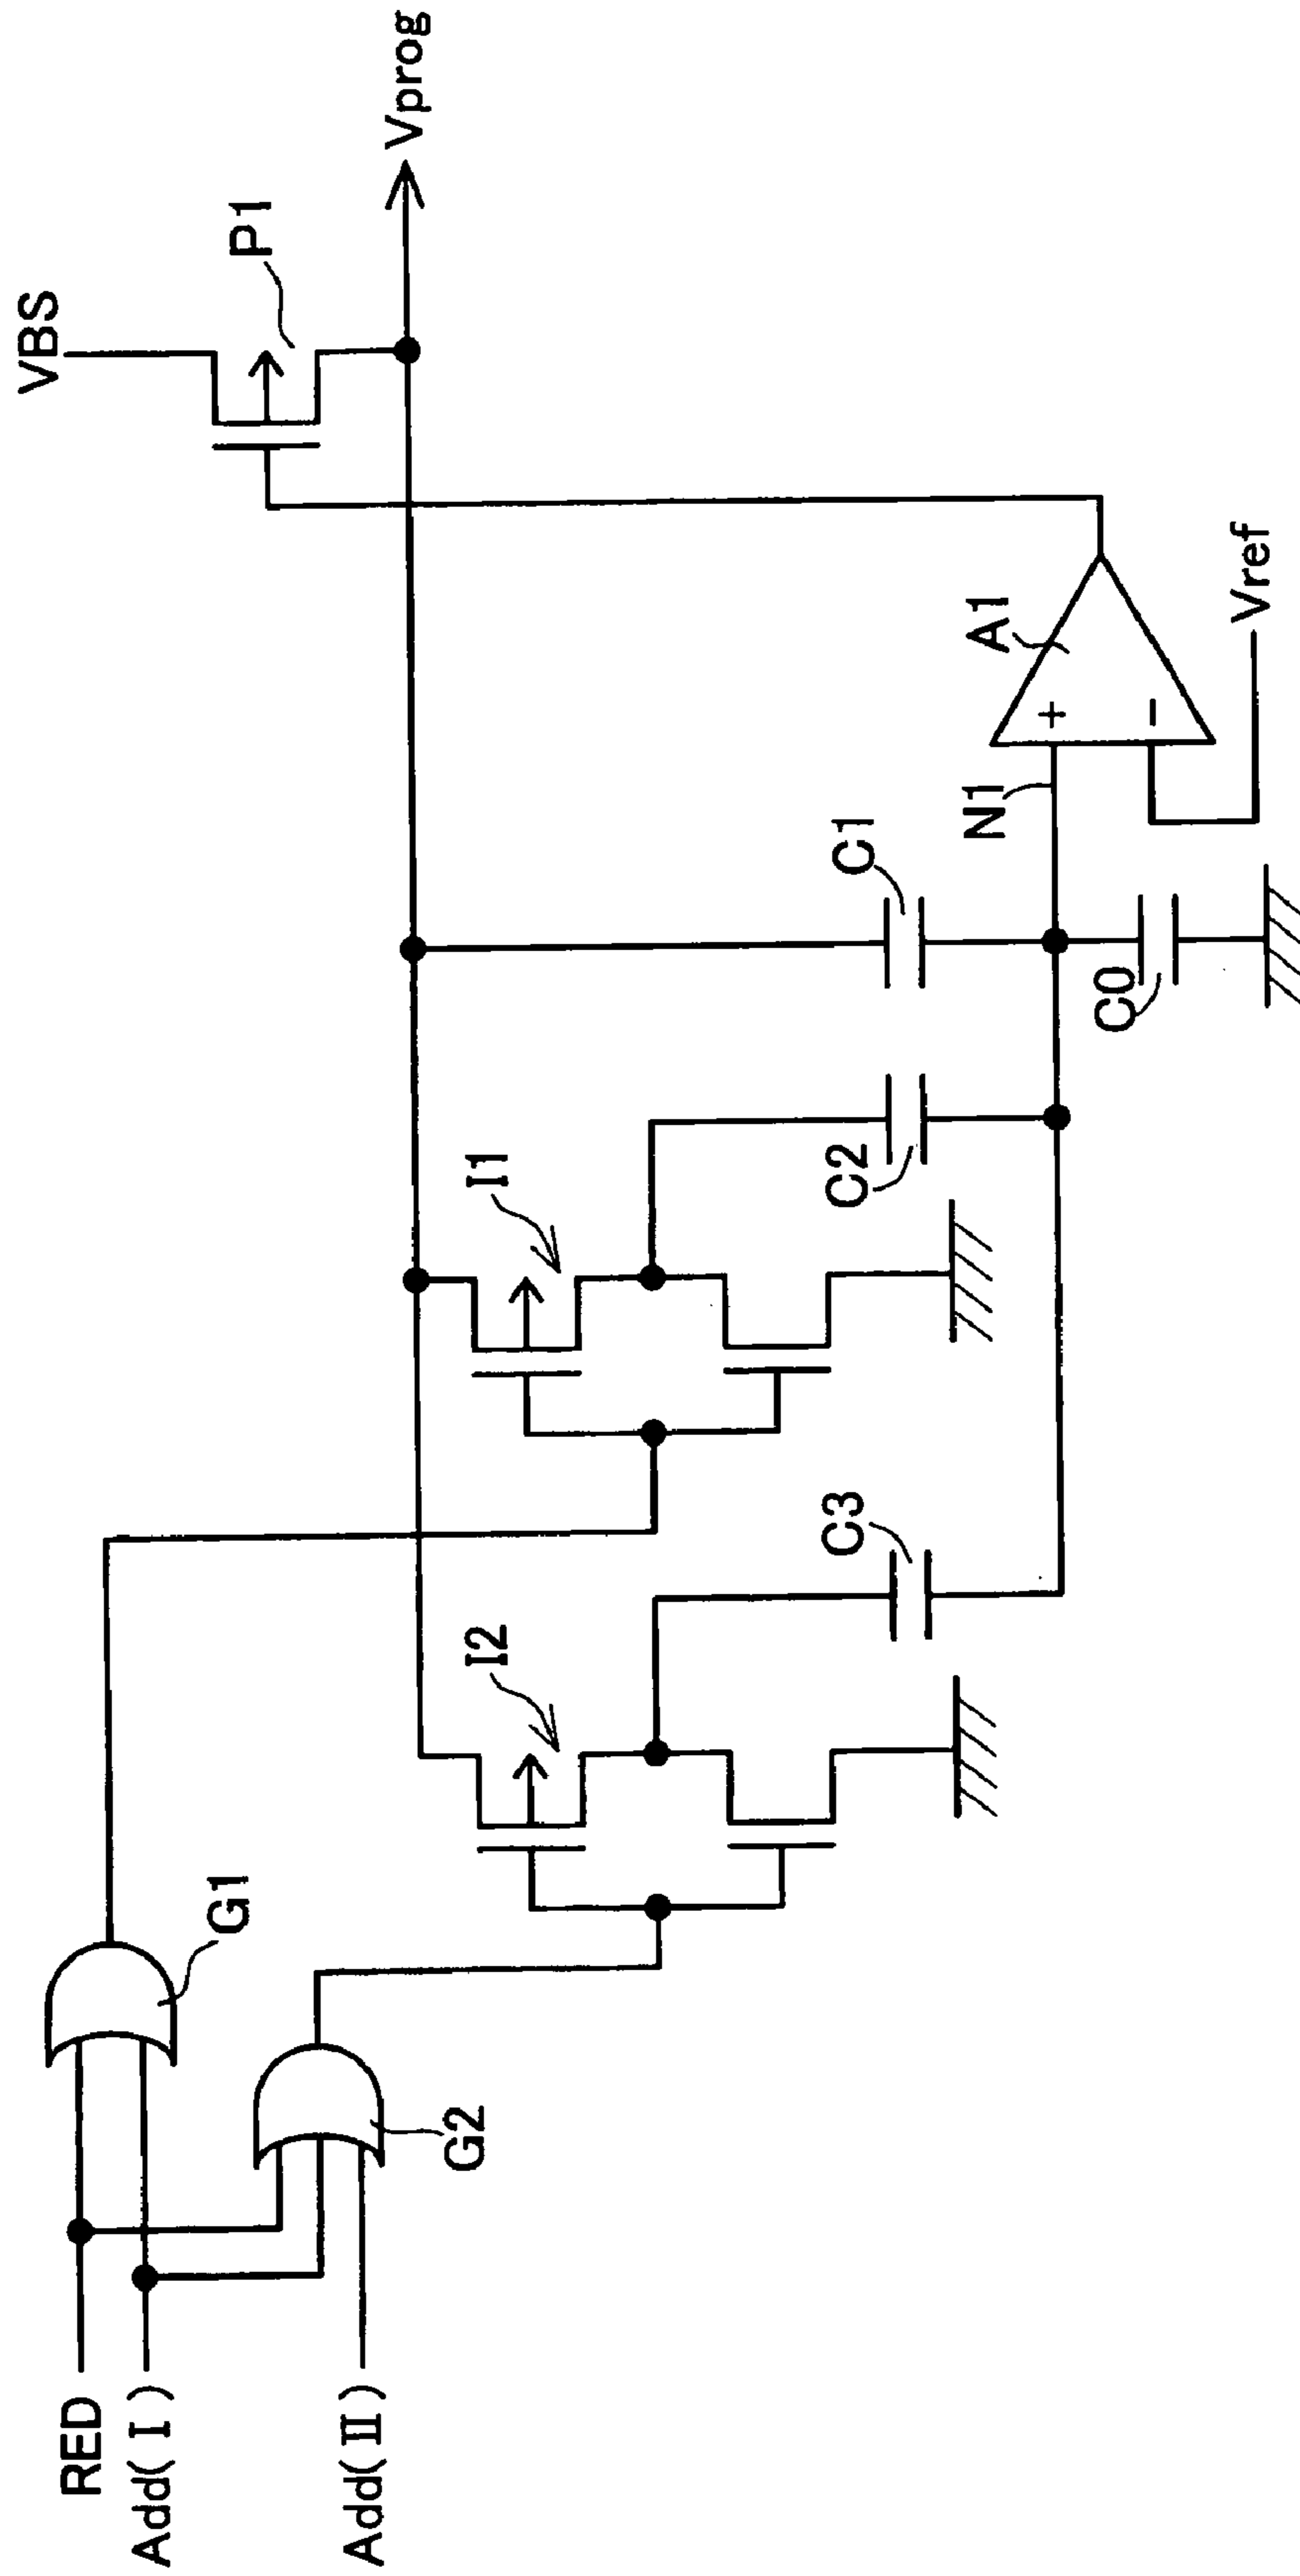 RED
Add( I )
Add( II )
G1
G2
I2
I1
C3
C2
C1
C0
N1
A1
+
-
Vref
VBS
P1
Vprog